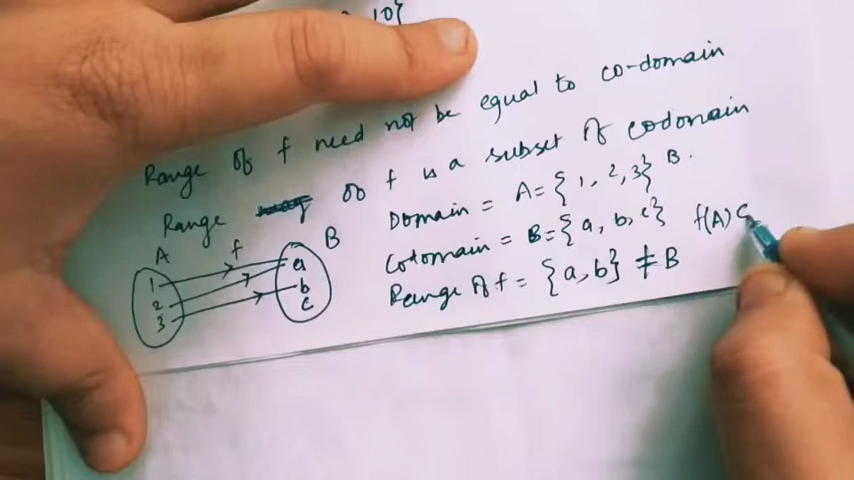 10}
Range of f need not be equal to co-domain
Range of f is a subset of codomain B.
Domain = A = {1, 2, 3}
Codomain = B = {a, b, c} f(A) ⊂
Range of f = {a, b} ≠ B
A f B
1 a
2 b
3 c